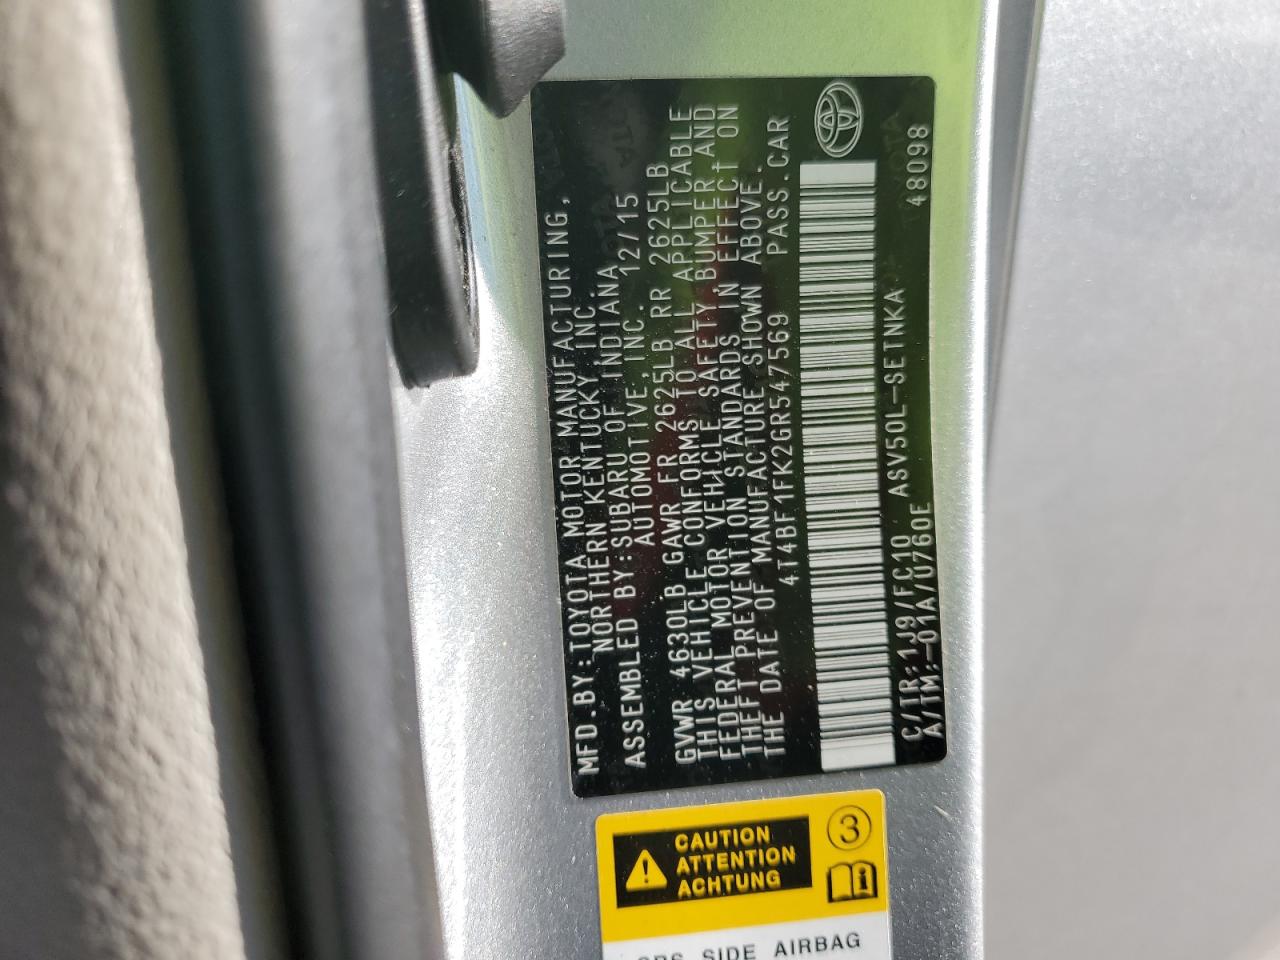 MFD.BY:TOYOTA MOTOR MANUFACTURING,
NORTHERN KENTUCKY,INC.
ASSEMBLED BY:SUBARU OF INDIANA
AUTOMOTIVE,INC. 12/15
GVWR 4630LB GAWR FR 2625LB RR 2625LB
THIS VEHICLE CONFORMS TO ALL APPLICABLE
FEDERAL MOTOR VEHICLE SAFETY,BUMPER AND
THEFT PREVENTION STANDARDS IN EFFECT ON
THE DATE OF MANUFACTURE SHOWN ABOVE.
4T4BF1FK2GR547569 PASS.CAR
C/TR:1J9/FC10 ASV50L-SETNKA 48098
A/TM:-01A/U760E
CAUTION
ATTENTION
ACHTUNG
3
SIDE AIRBAG